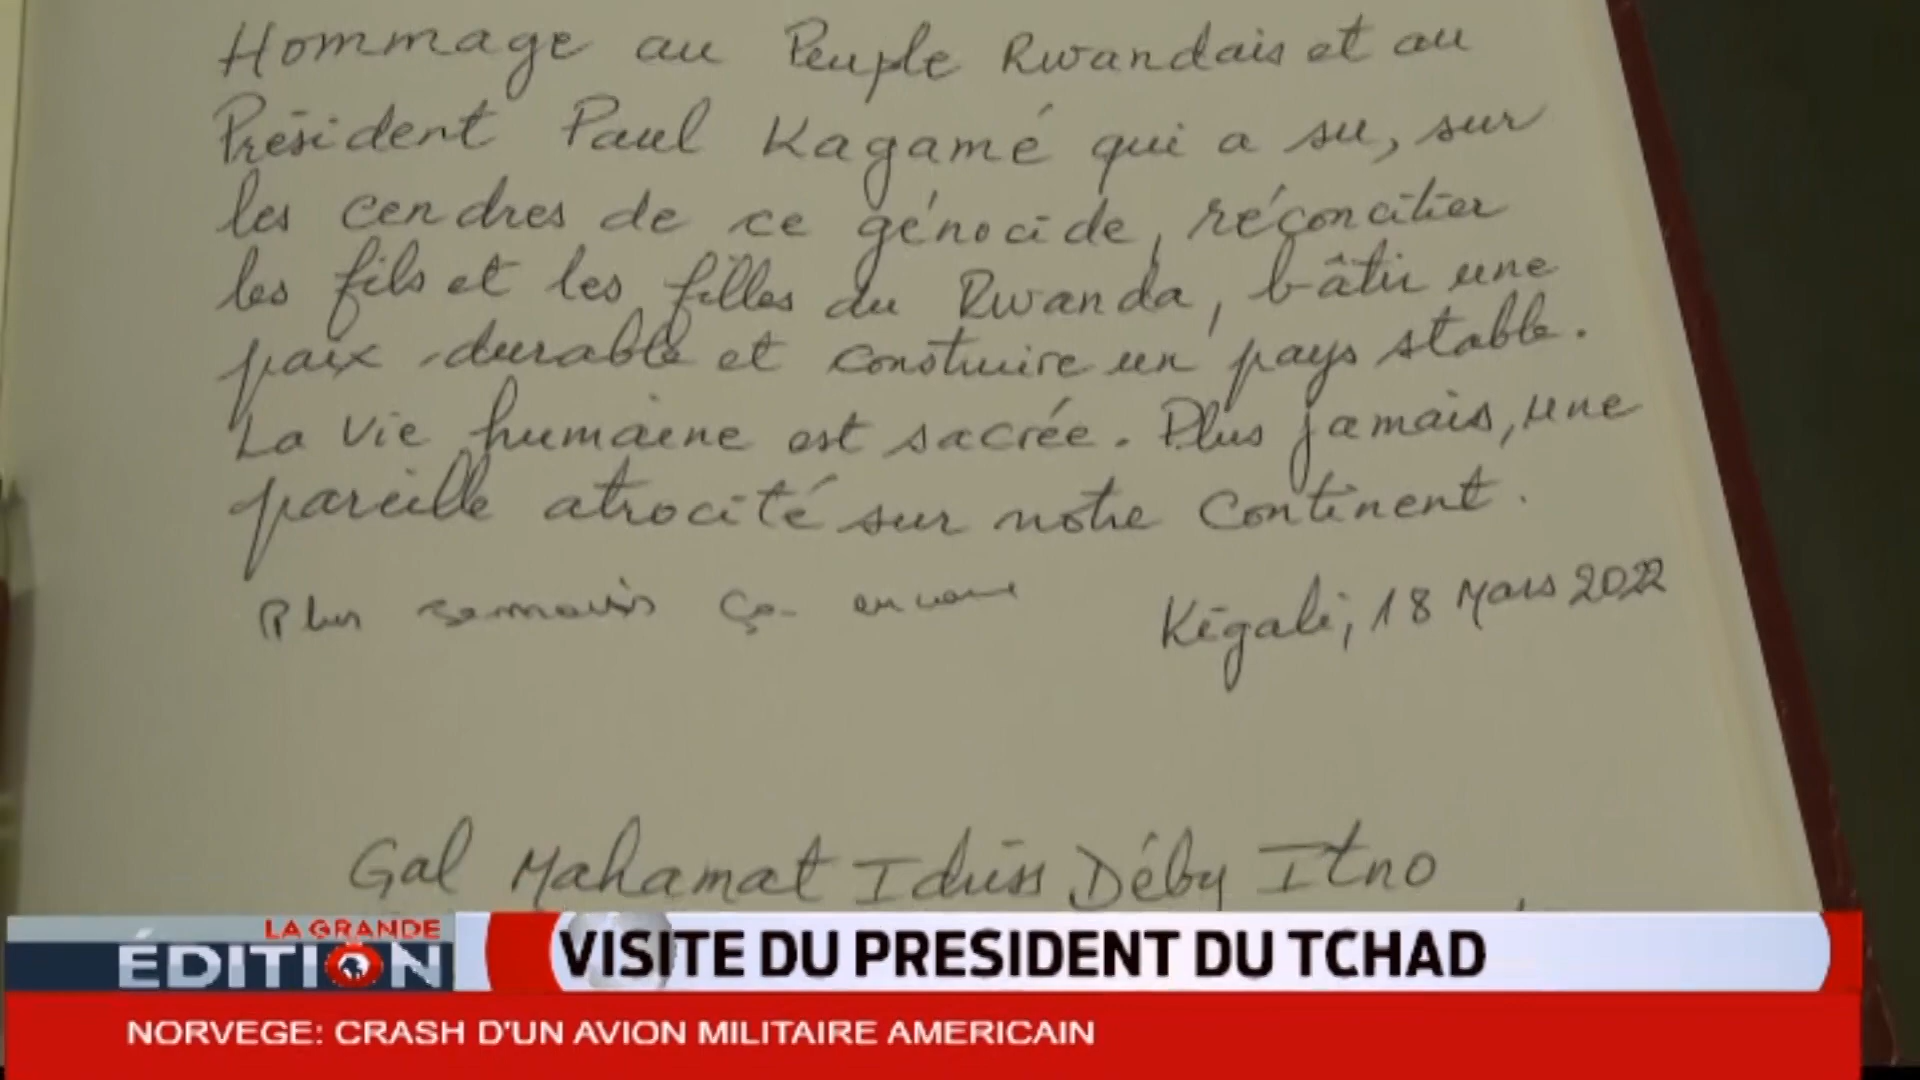 Hommage au Peuple Rwandais et au
Président Paul Kagamé qui a su, sur
les cendres de ce génocide, réconcilier
les fils et les filles du Rwanda, bâtir une
paix durable et construire un pays stable.
La vie humaine est sacrée. Plus jamais, une
pareille atrocité sur notre continent.
Plus jamais ça encore
Kigali, 18 Mars 2022
Gal Mahamat Idriss Déby Itno
LA GRANDE
ÉDITION
VISITE DU PRESIDENT DU TCHAD
NORVEGE: CRASH D'UN AVION MILITAIRE AMERICAIN